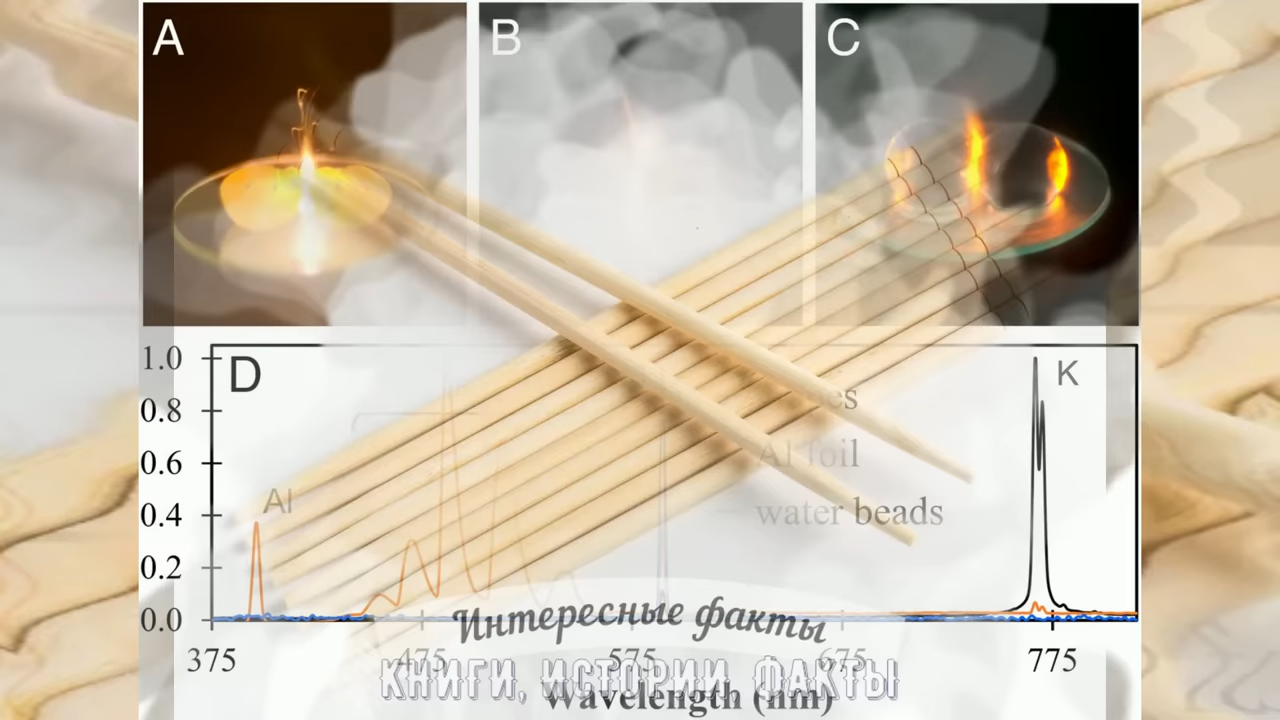 A
B
C
D
K
1.0
0.8
0.6
0.4
0.2
0.0
Al
Al foil
water beads
375
475
575
675
775
Wavelength (nm)
Интересные факты
КНИГИ, ИСТОРИИ, ФАКТЫ